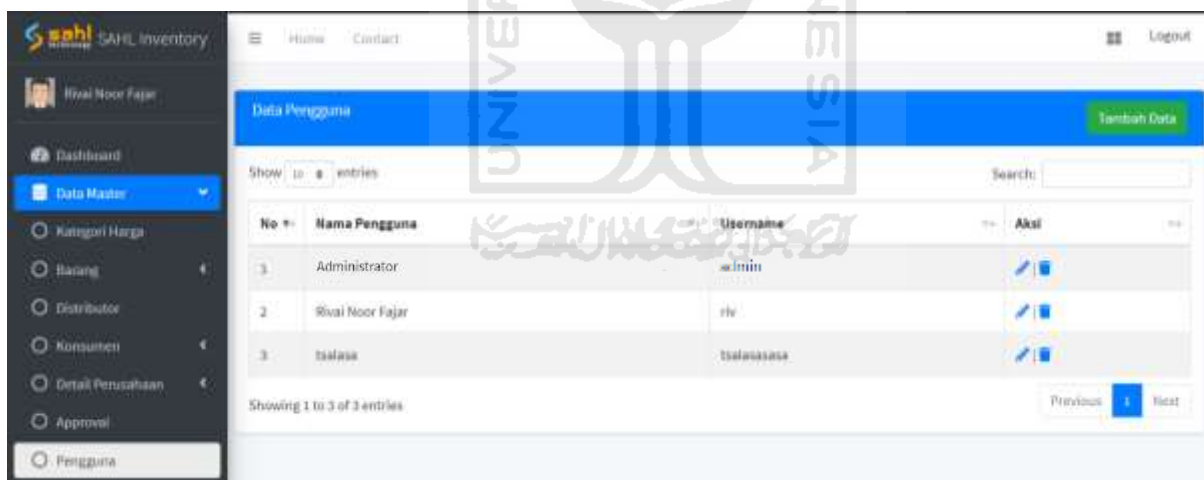 sahl SAHL Inventory
Home Contact
Logout
Rivai Noor Fajar
Data Pengguna
Tambah Data
Dashboard
Data Master
Kategori Harga
Barang
Distributor
Konsumen
Detail Perusahaan
Approval
Pengguna
Show 10 entries
Search:
No Nama Pengguna Username Aksi
Administrator admin
2 Rivai Noor Fajar riv
3 tsalasa tsalasasasa
Showing 1 to 3 of 3 entries
Previous 1 Next
UNIVER
NESIA